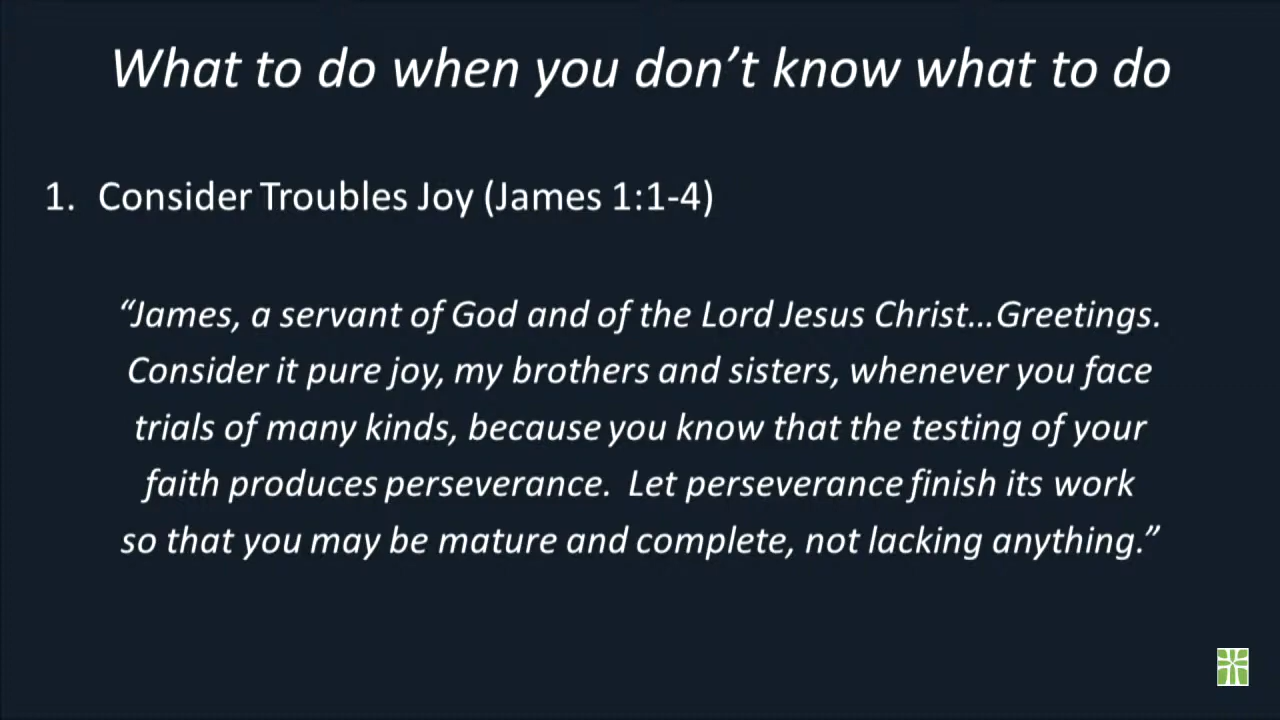 What to do when you don’t know what to do
1. Consider Troubles Joy (James 1:1-4)
“James, a servant of God and of the Lord Jesus Christ…Greetings.
Consider it pure joy, my brothers and sisters, whenever you face
trials of many kinds, because you know that the testing of your
faith produces perseverance.  Let perseverance finish its work
so that you may be mature and complete, not lacking anything.”